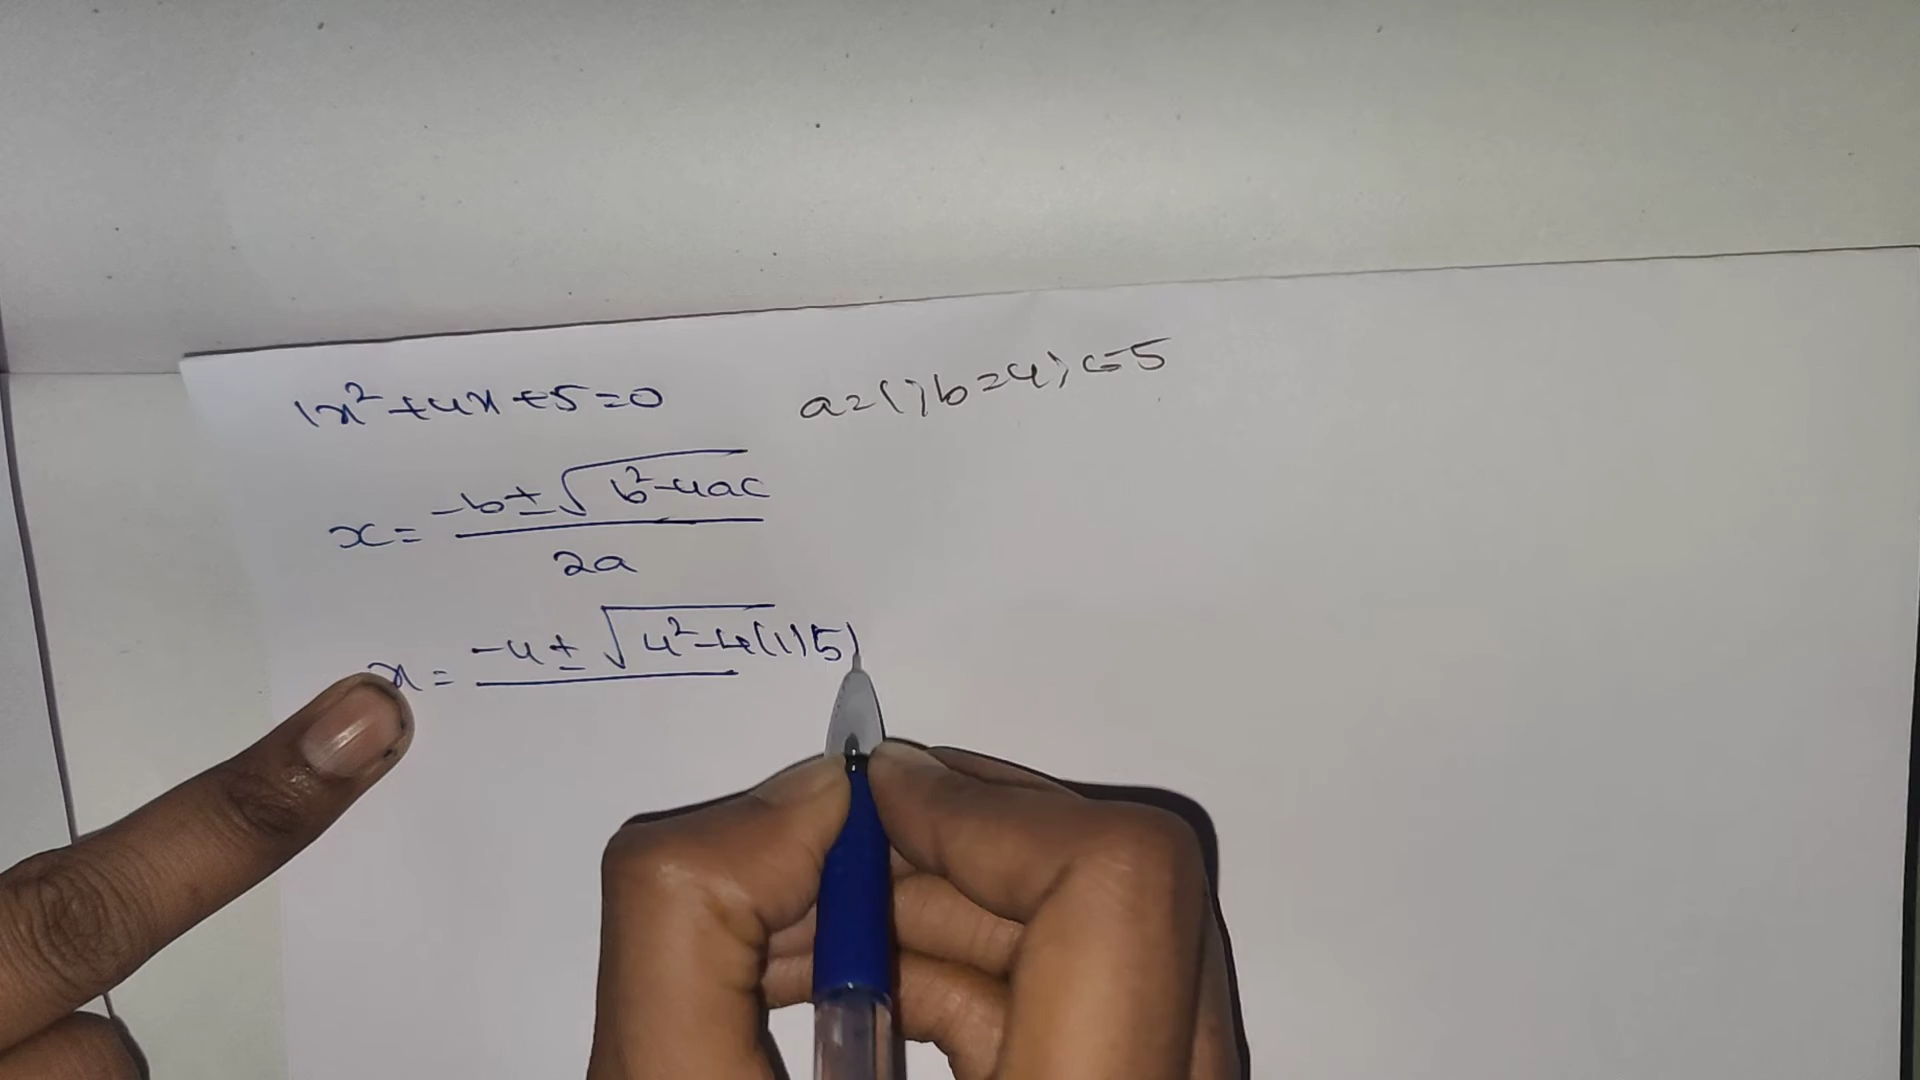 1x²+4x+5=0 a=1, b=4, c=5
x = -b±√b²-4ac
2a
x = -4±√4²-4(1)5)